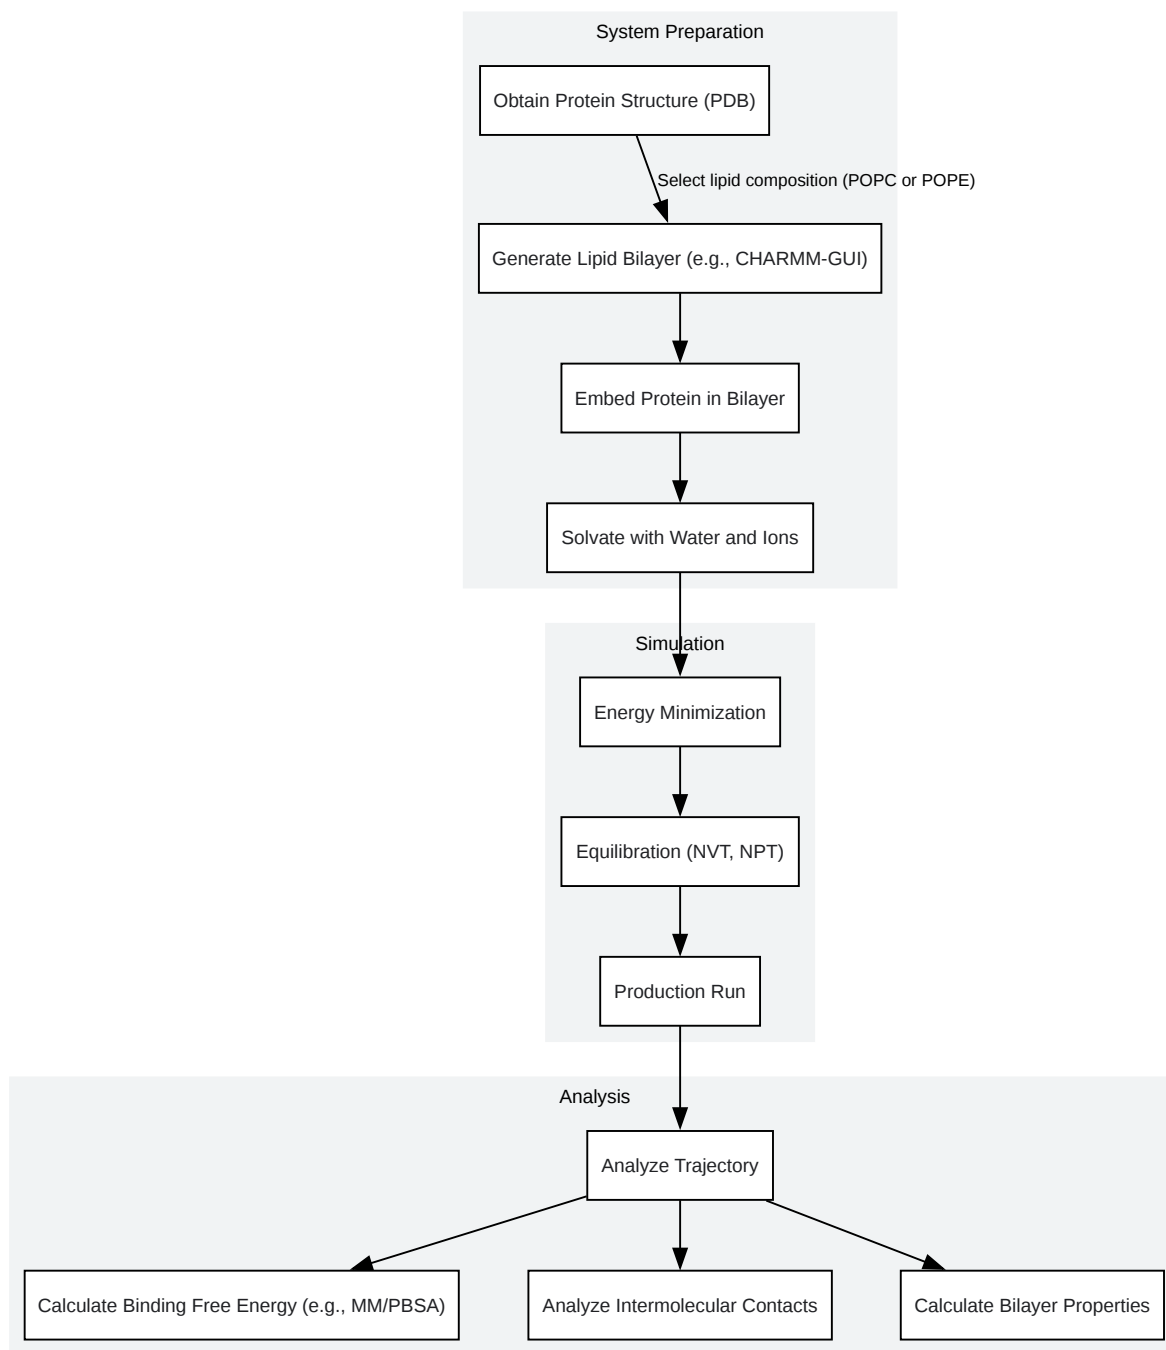 System Preparation
Obtain Protein Structure (PDB)
Select lipid composition (POPC or POPE)
Generate Lipid Bilayer (e.g., CHARMM-GUI)
Embed Protein in Bilayer
Solvate with Water and Ions
Simulation
Energy Minimization
Equilibration (NVT, NPT)
Production Run
Analysis
Analyze Trajectory
Calculate Binding Free Energy (e.g., MM/PBSA)
Analyze Intermolecular Contacts
Calculate Bilayer Properties